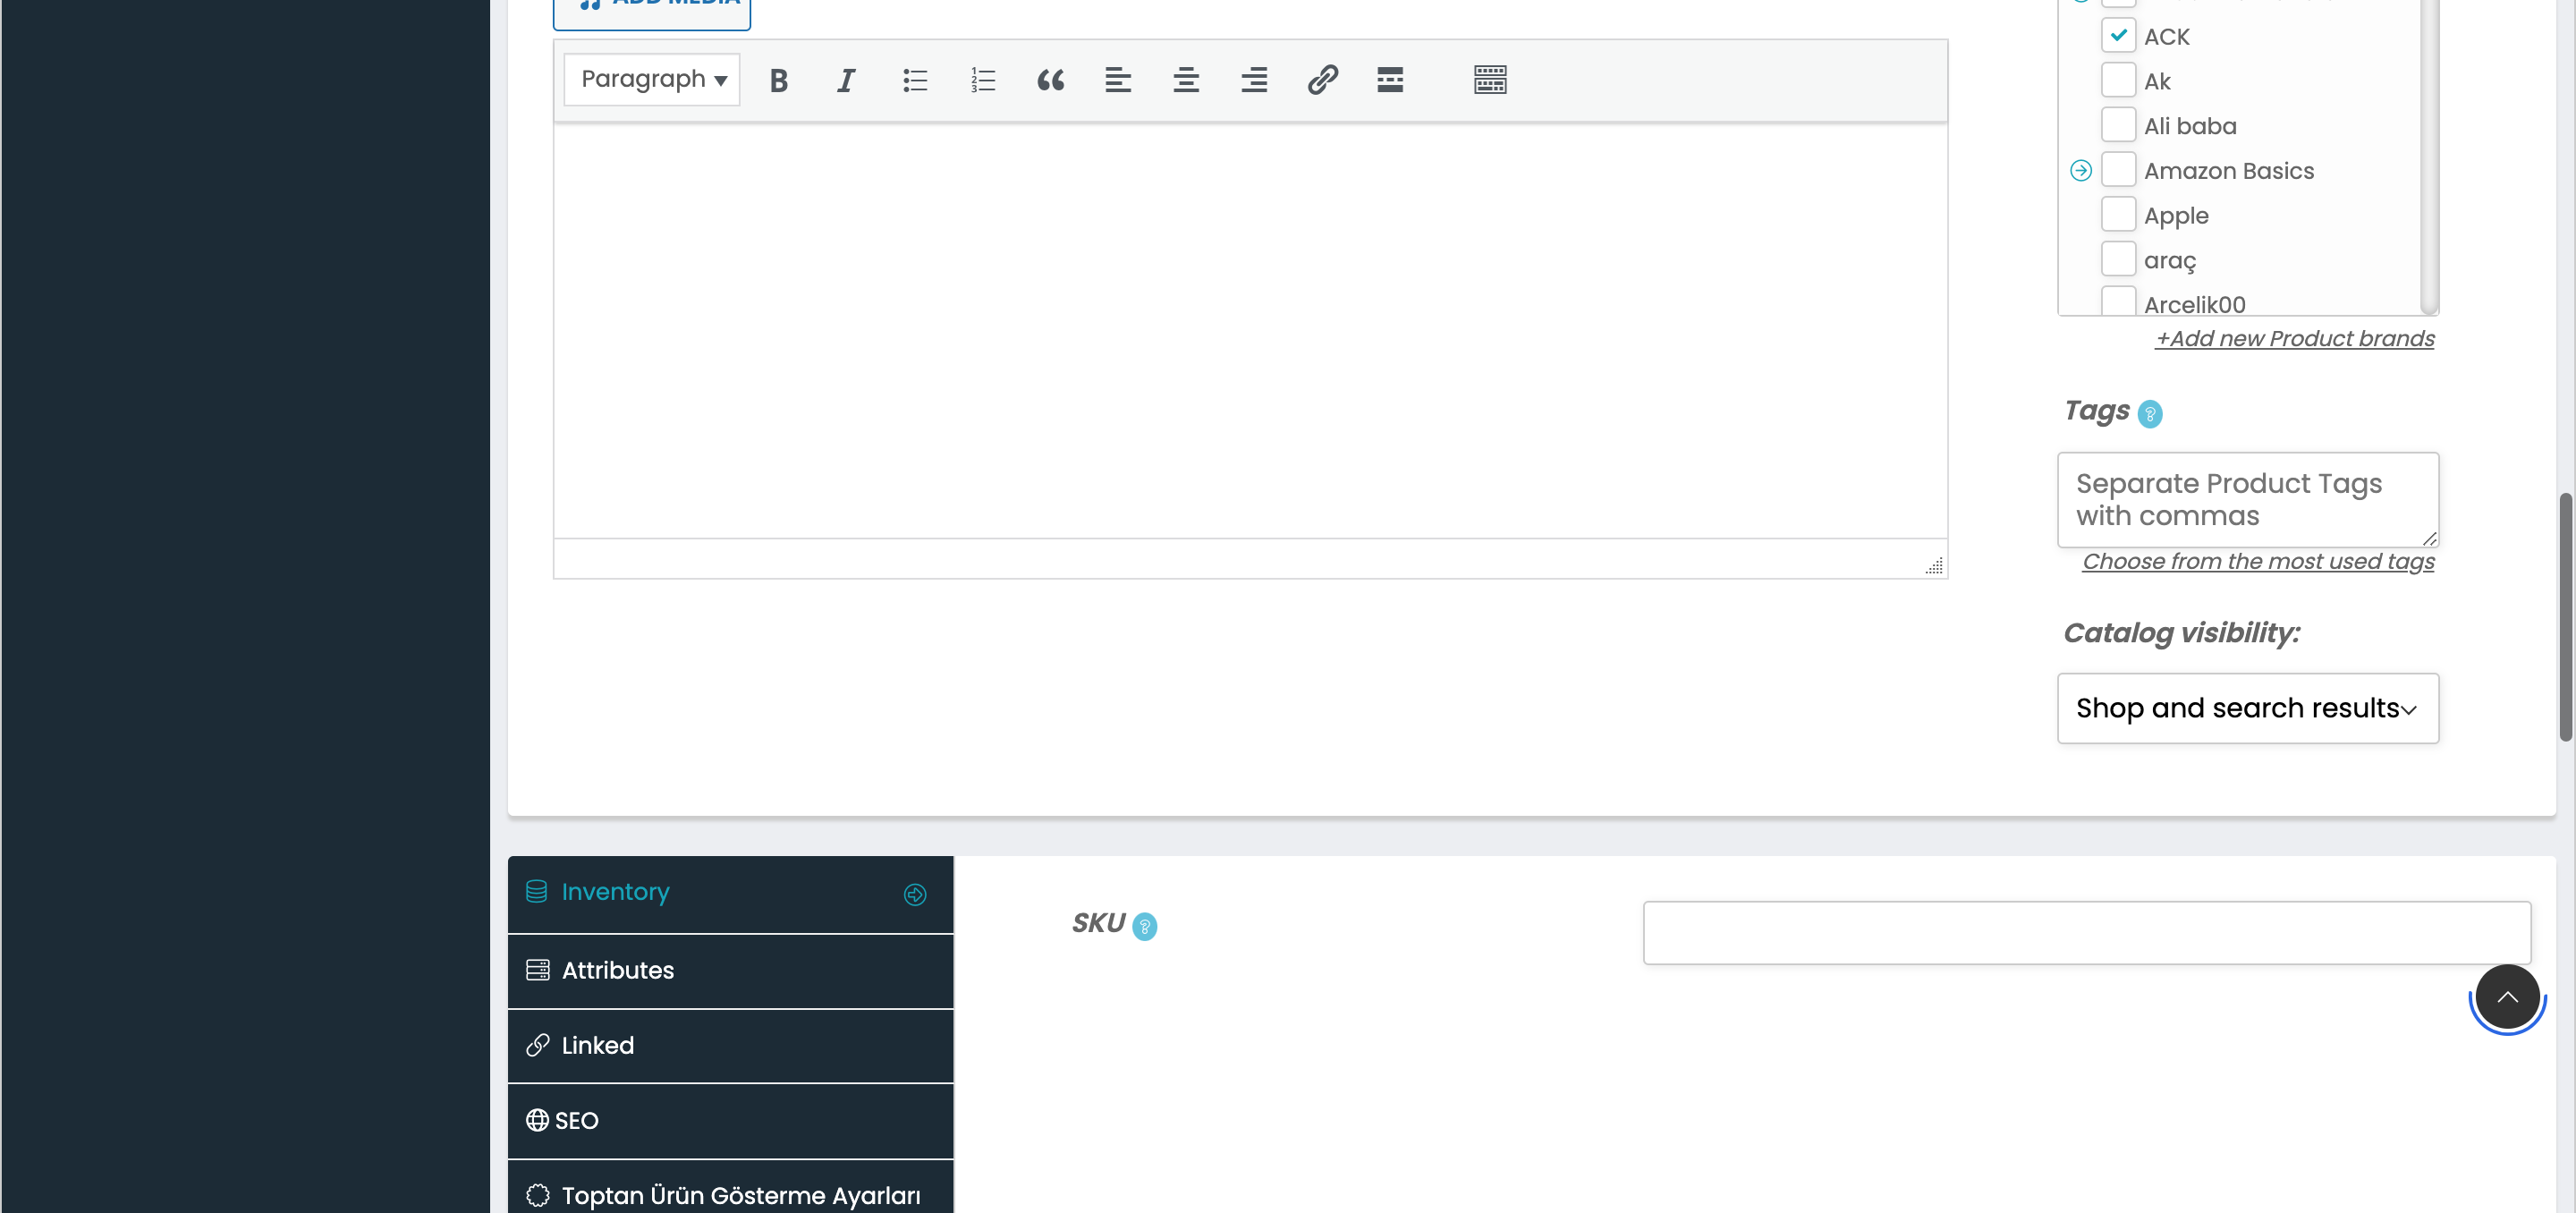 ADD MEDIA
Paragraph
ACK
Ak
Ali baba
Amazon Basics
Apple
araç
Arcelik00
+Add new Product brands
Tags
Separate Product Tags
with commas
Choose from the most used tags
Catalog visibility:
Shop and search results
Inventory
SKU
Attributes
Linked
SEO
Toptan Ürün Gösterme Ayarları